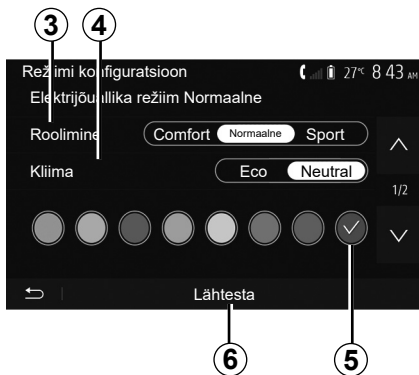 3 4
Režiimi konfiguratsioon 27°C 8 43 AM
Elektrijõuallika režiim Normaalne
Roolimine Comfort Normaalne Sport
Kliima Eco Neutral
1/2
Lähtesta
6 5